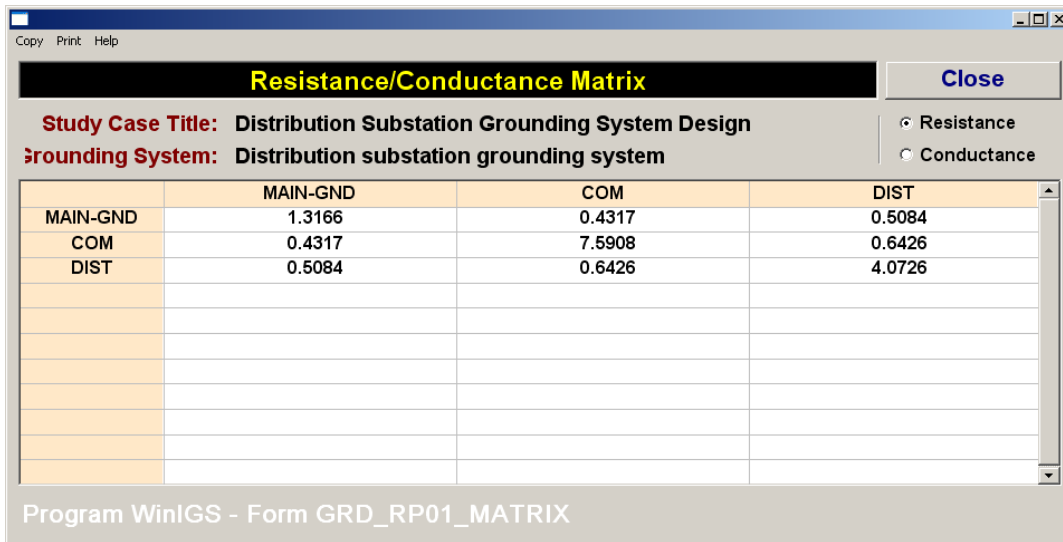 Copy Print Help
Resistance/Conductance Matrix Close
Study Case Title: Distribution Substation Grounding System Design Resistance
Grounding System: Distribution substation grounding system Conductance
MAIN-GND COM DIST
MAIN-GND 1.3166 0.4317 0.5084
COM 0.4317 7.5908 0.6426
DIST 0.5084 0.6426 4.0726
Program WinIGS - Form GRD_RP01_MATRIX